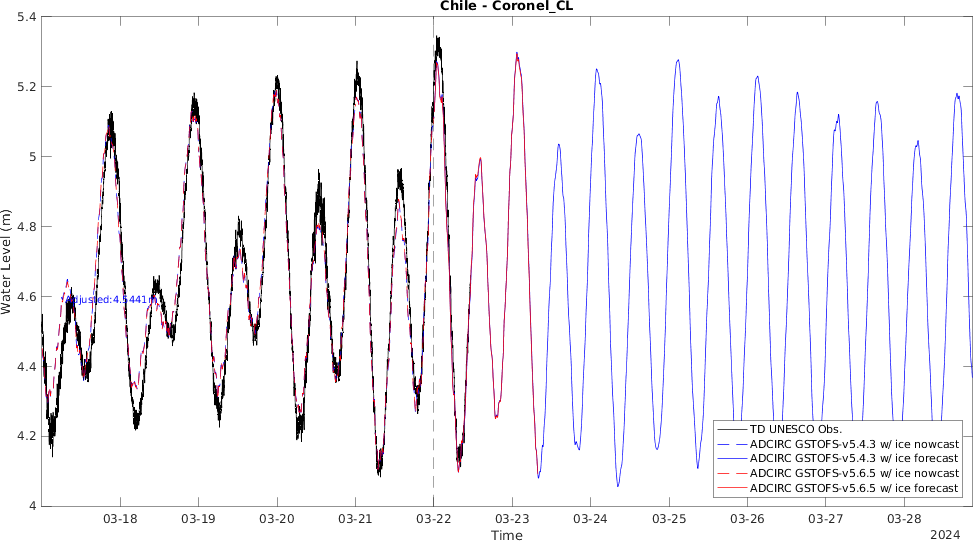 Chile - Coronel_CL
5.4
5.2
5
4.8
4.6
4.4
4.2
4
Water Level (m)
Adjusted:4.5441m
TD UNESCO Obs.
ADCIRC GSTOFS-v5.4.3 w/ ice nowcast
ADCIRC GSTOFS-v5.4.3 w/ ice forecast
ADCIRC GSTOFS-v5.6.5 w/ ice nowcast
ADCIRC GSTOFS-v5.6.5 w/ ice forecast
03-18 03-19 03-20 03-21 03-22 03-23 03-24 03-25 03-26 03-27 03-28
Time
2024